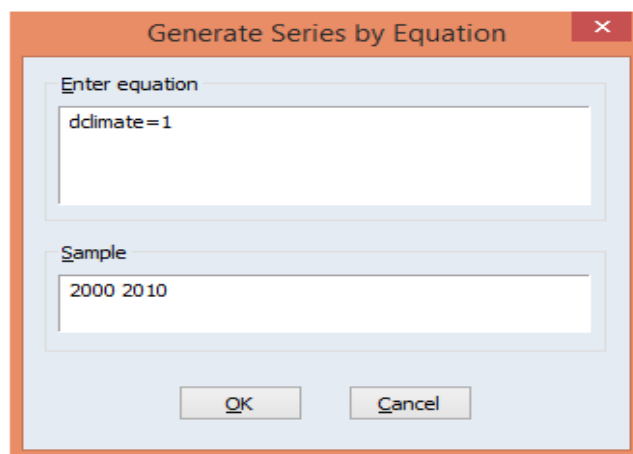 Generate Series by Equation
Enter equation
dclimate=1
Sample
2000 2010
OK
Cancel